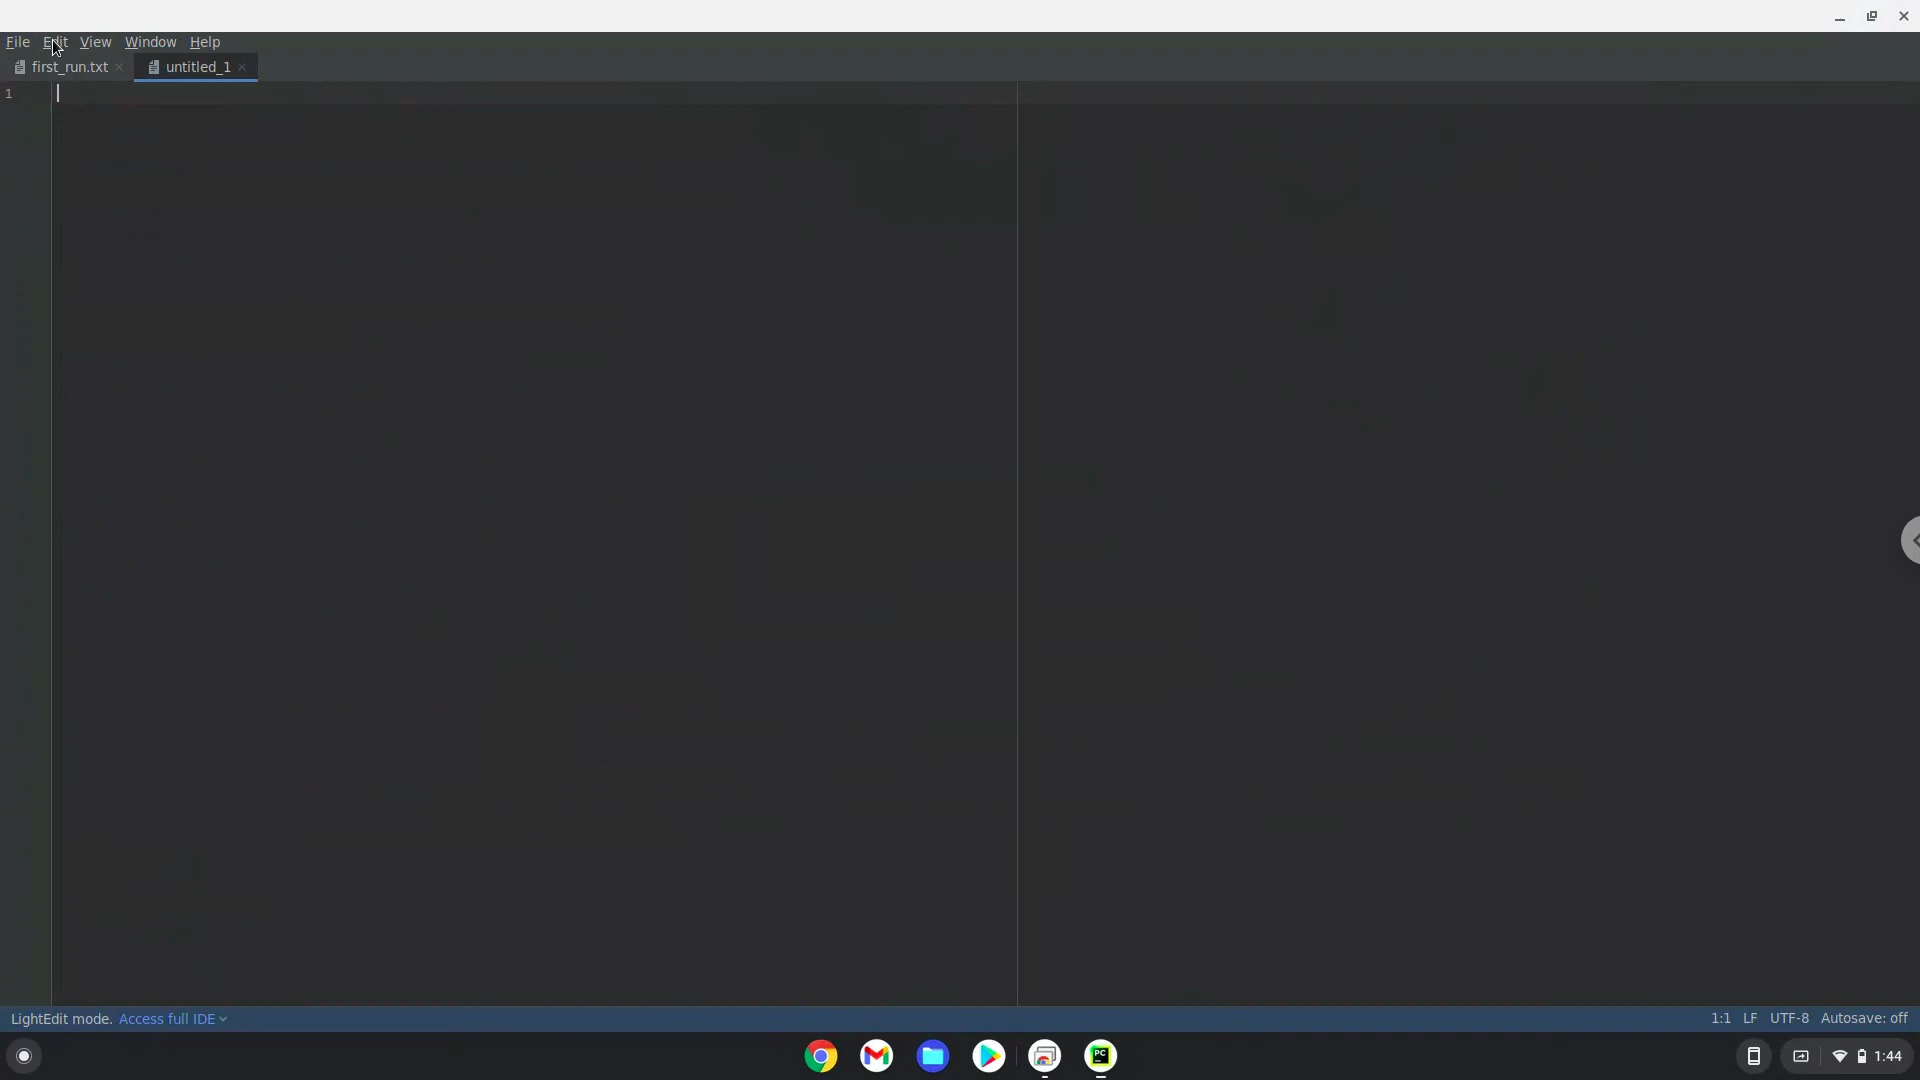 File Edit View Window Help
first_run.txt untitled_1
1
LightEdit mode. Access full IDE 1:1 LF UTF-8 Autosave: off
PC 1:44